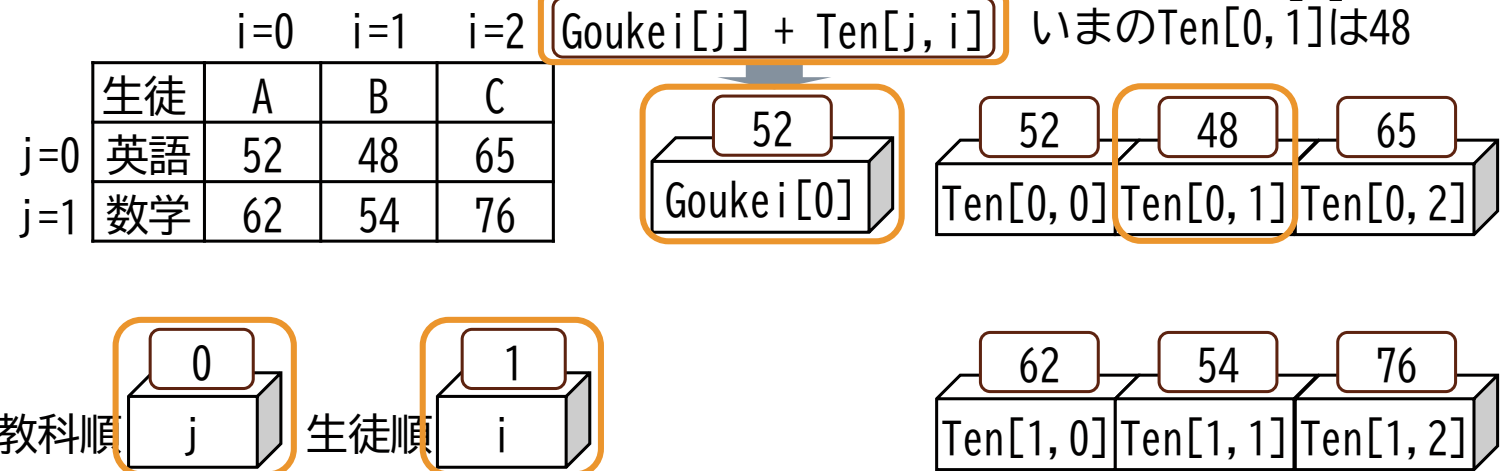 i=0 i=1 i=2 Goukei[j] + Ten[j,i] いまのTen[0,1]は48
生徒 A B C
j=0 英語 52 48 65
j=1 数学 62 54 76
52
Goukei[0]
52 48 65
Ten[0,0] Ten[0,1] Ten[0,2]
0 1
教科順 j 生徒順 i
62 54 76
Ten[1,0] Ten[1,1] Ten[1,2]